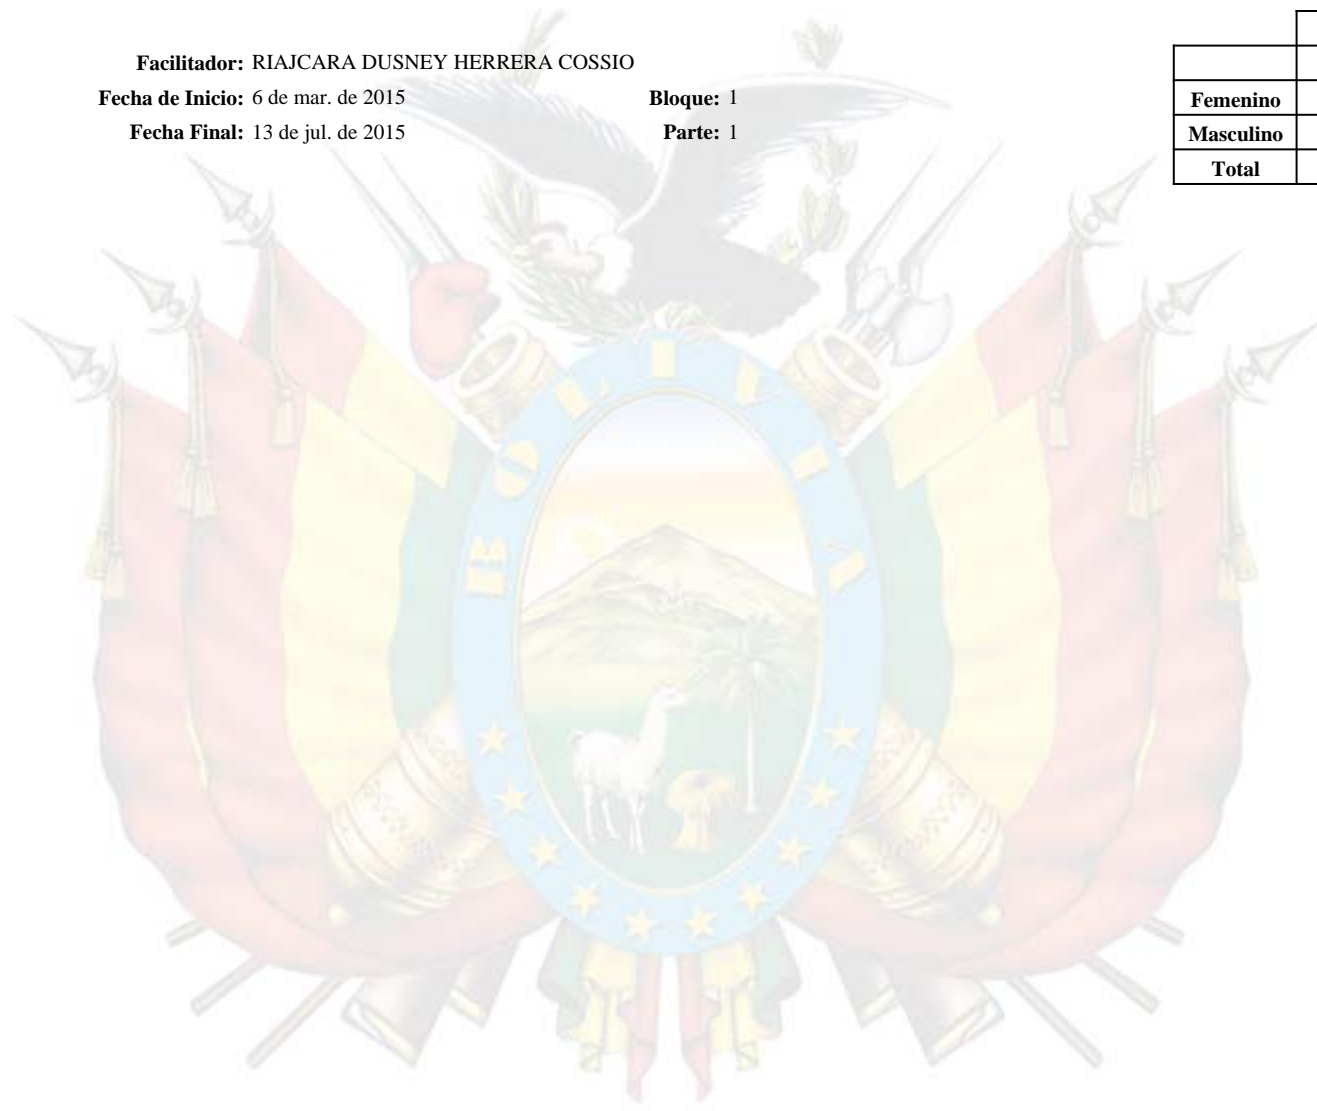 Facilitador: RIAJCARA DUSNEY HERRERA COSSIO
Fecha de Inicio: 6 de mar. de 2015 Bloque: 1
Fecha Final: 13 de jul. de 2015 Parte: 1
Femenino
Masculino
Total
BOLIVIA